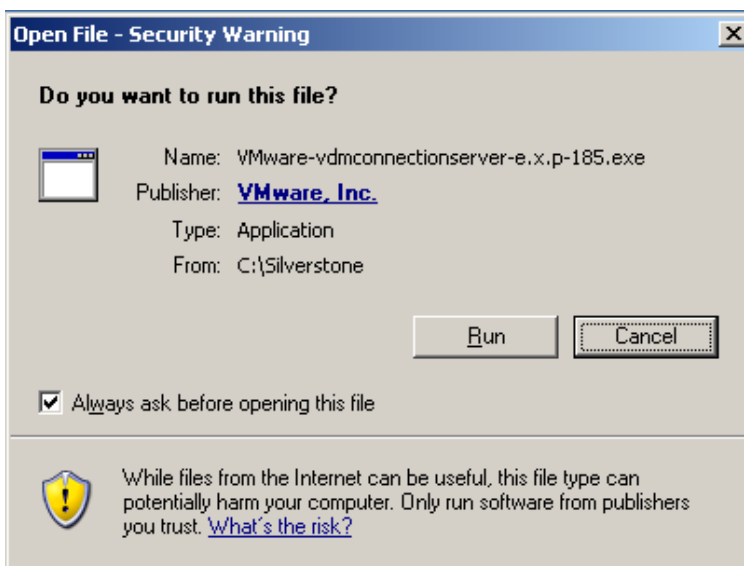 Open File - Security Warning
Do you want to run this file?
Name: VMware-vdmconnectionserver-e.x.p-185.exe
Publisher: VMware, Inc.
Type: Application
From: C:\Silverstone
Run Cancel
Always ask before opening this file
While files from the Internet can be useful, this file type can
potentially harm your computer. Only run software from publishers
you trust. What's the risk?